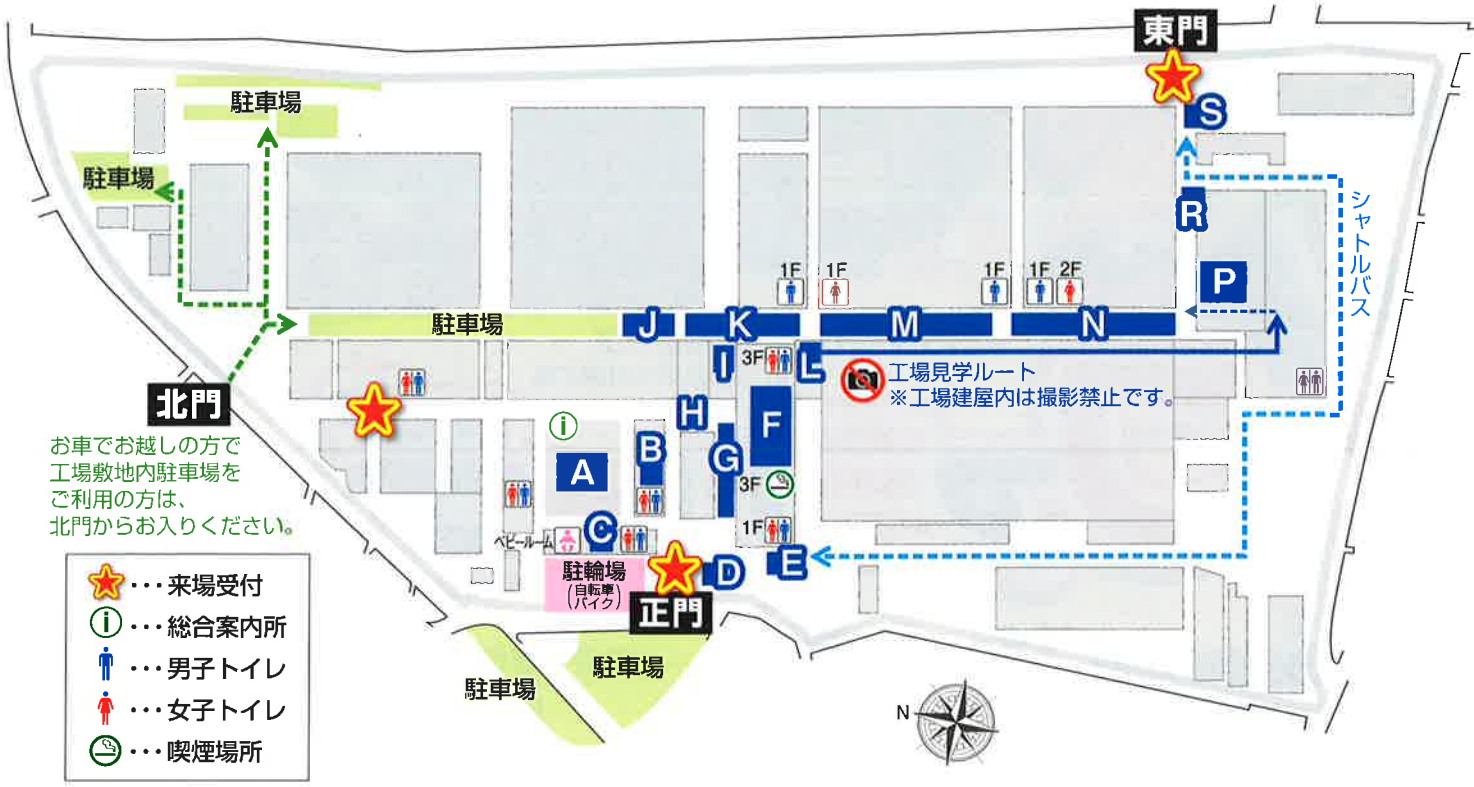 東門
駐車場
駐車場
S
R
シャトルバス
P
1F
1F
1F
1F
2F
駐車場
J
K
M
N
I
3F
L
工場見学ルート
※工場建屋内は撮影禁止です。
北門
お車でお越しの方で
工場敷地内駐車場を
ご利用の方は、
北門からお入りください。
i
H
F
A
B
G
3F
1F
ベビールーム
C
D
E
駐輪場
(自転車
バイク)
正門
駐車場
駐車場
N
･･･来場受付
i ･･･総合案内所
･･･男子トイレ
･･･女子トイレ
･･･喫煙場所